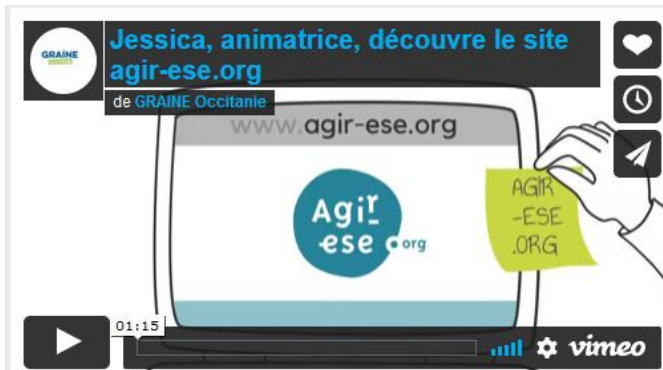 GRAINE
Jessica, animatrice, découvre le site
agir-ese.org
de GRAINE Occitanie
www.agir-ese.org
Agir
-ese .org
AGIR
-ESE
.ORG
01:15
vimeo